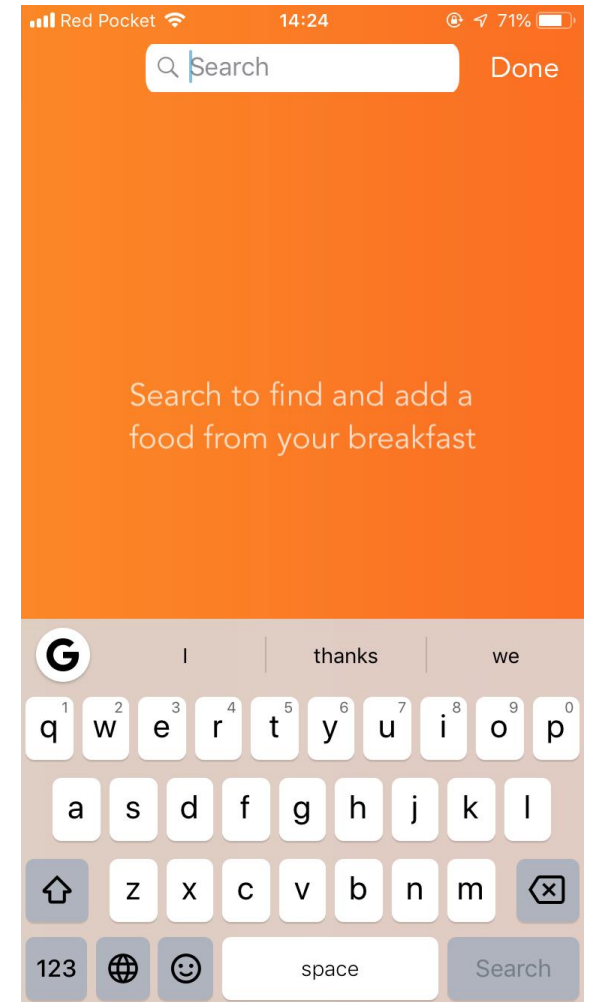 Red Pocket 14:24 71%
Search Done
Search to find and add a
food from your breakfast
G I thanks we
1 2 3 4 5 6 7 8 9 0
q w e r t y u i o p
a s d f g h j k l
z x c v b n m
123 space Search